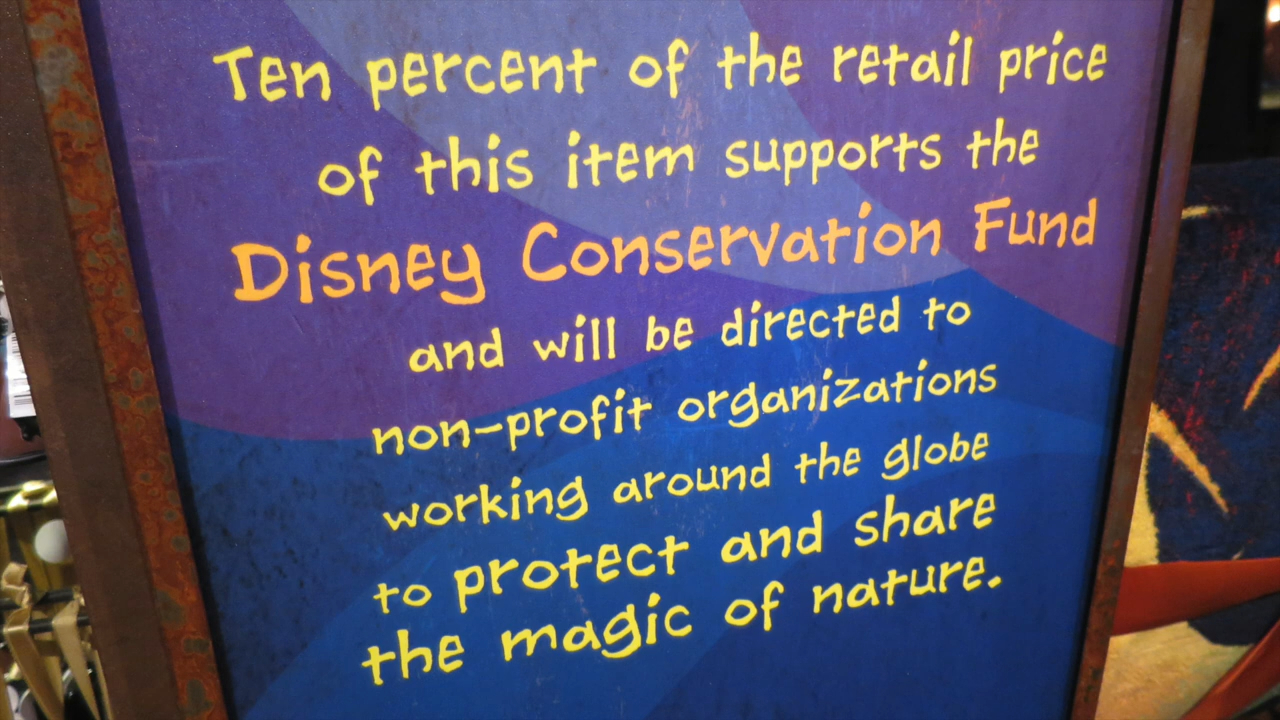 Ten percent of the retail price
of this item supports the
Disney Conservation Fund
and will be directed to
non-profit organizations
working around the globe
to protect and share
the magic of nature.